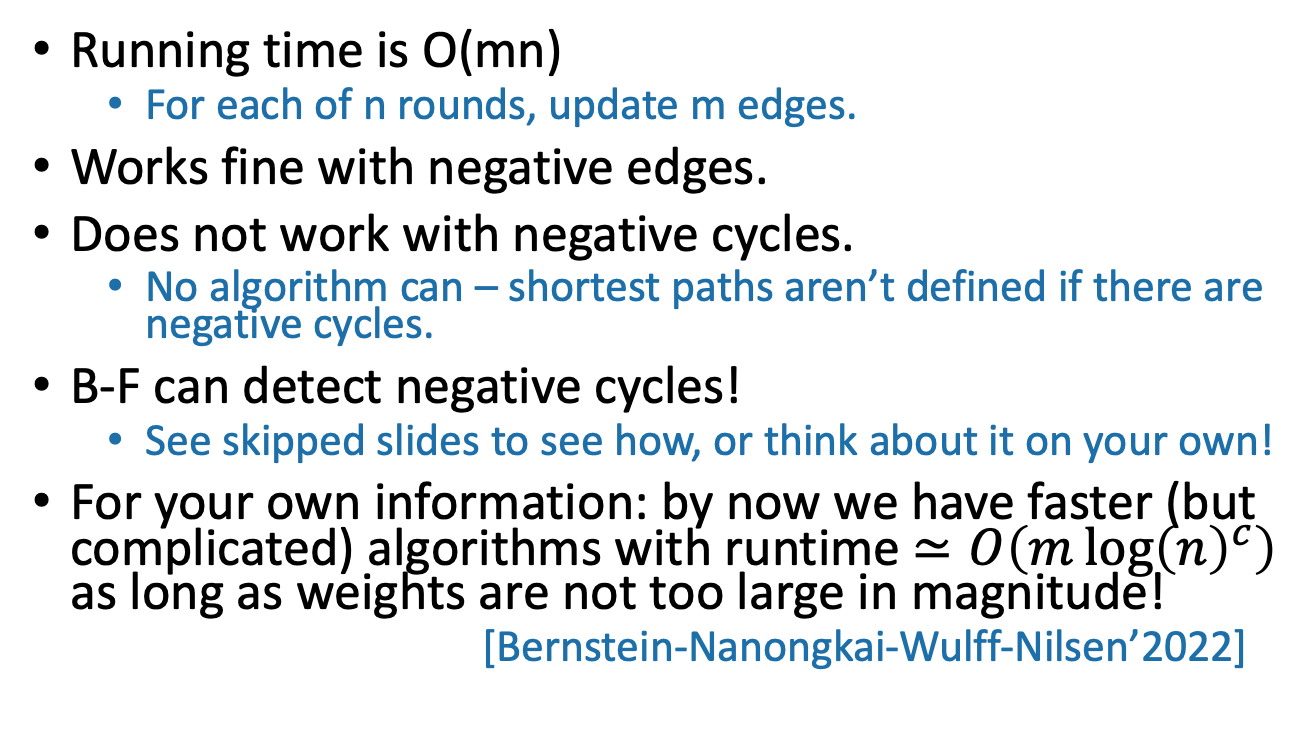 • Running time is O(mn)
• For each of n rounds, update m edges.
• Works fine with negative edges.
• Does not work with negative cycles.
• No algorithm can – shortest paths aren’t defined if there are
negative cycles.
• B-F can detect negative cycles!
• See skipped slides to see how, or think about it on your own!
• For your own information: by now we have faster (but
complicated) algorithms with runtime ≃ O(m log(n)^c)
as long as weights are not too large in magnitude!
[Bernstein-Nanongkai-Wulff-Nilsen’2022]